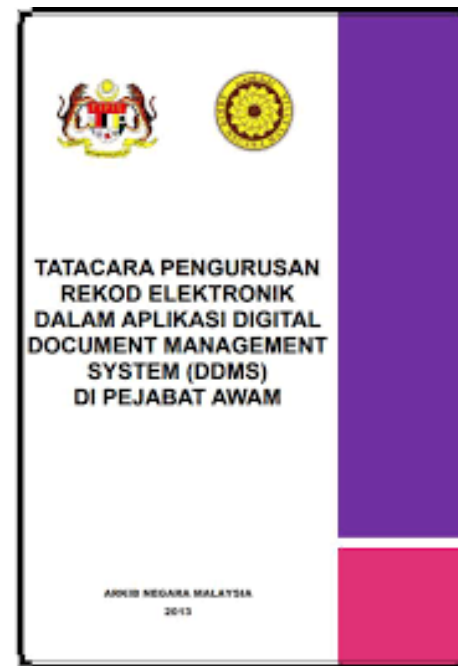 TATACARA PENGURUSAN
REKOD ELEKTRONIK
DALAM APLIKASI DIGITAL
DOCUMENT MANAGEMENT
SYSTEM (DDMS)
DI PEJABAT AWAM
ARKIB NEGARA MALAYSIA
2013